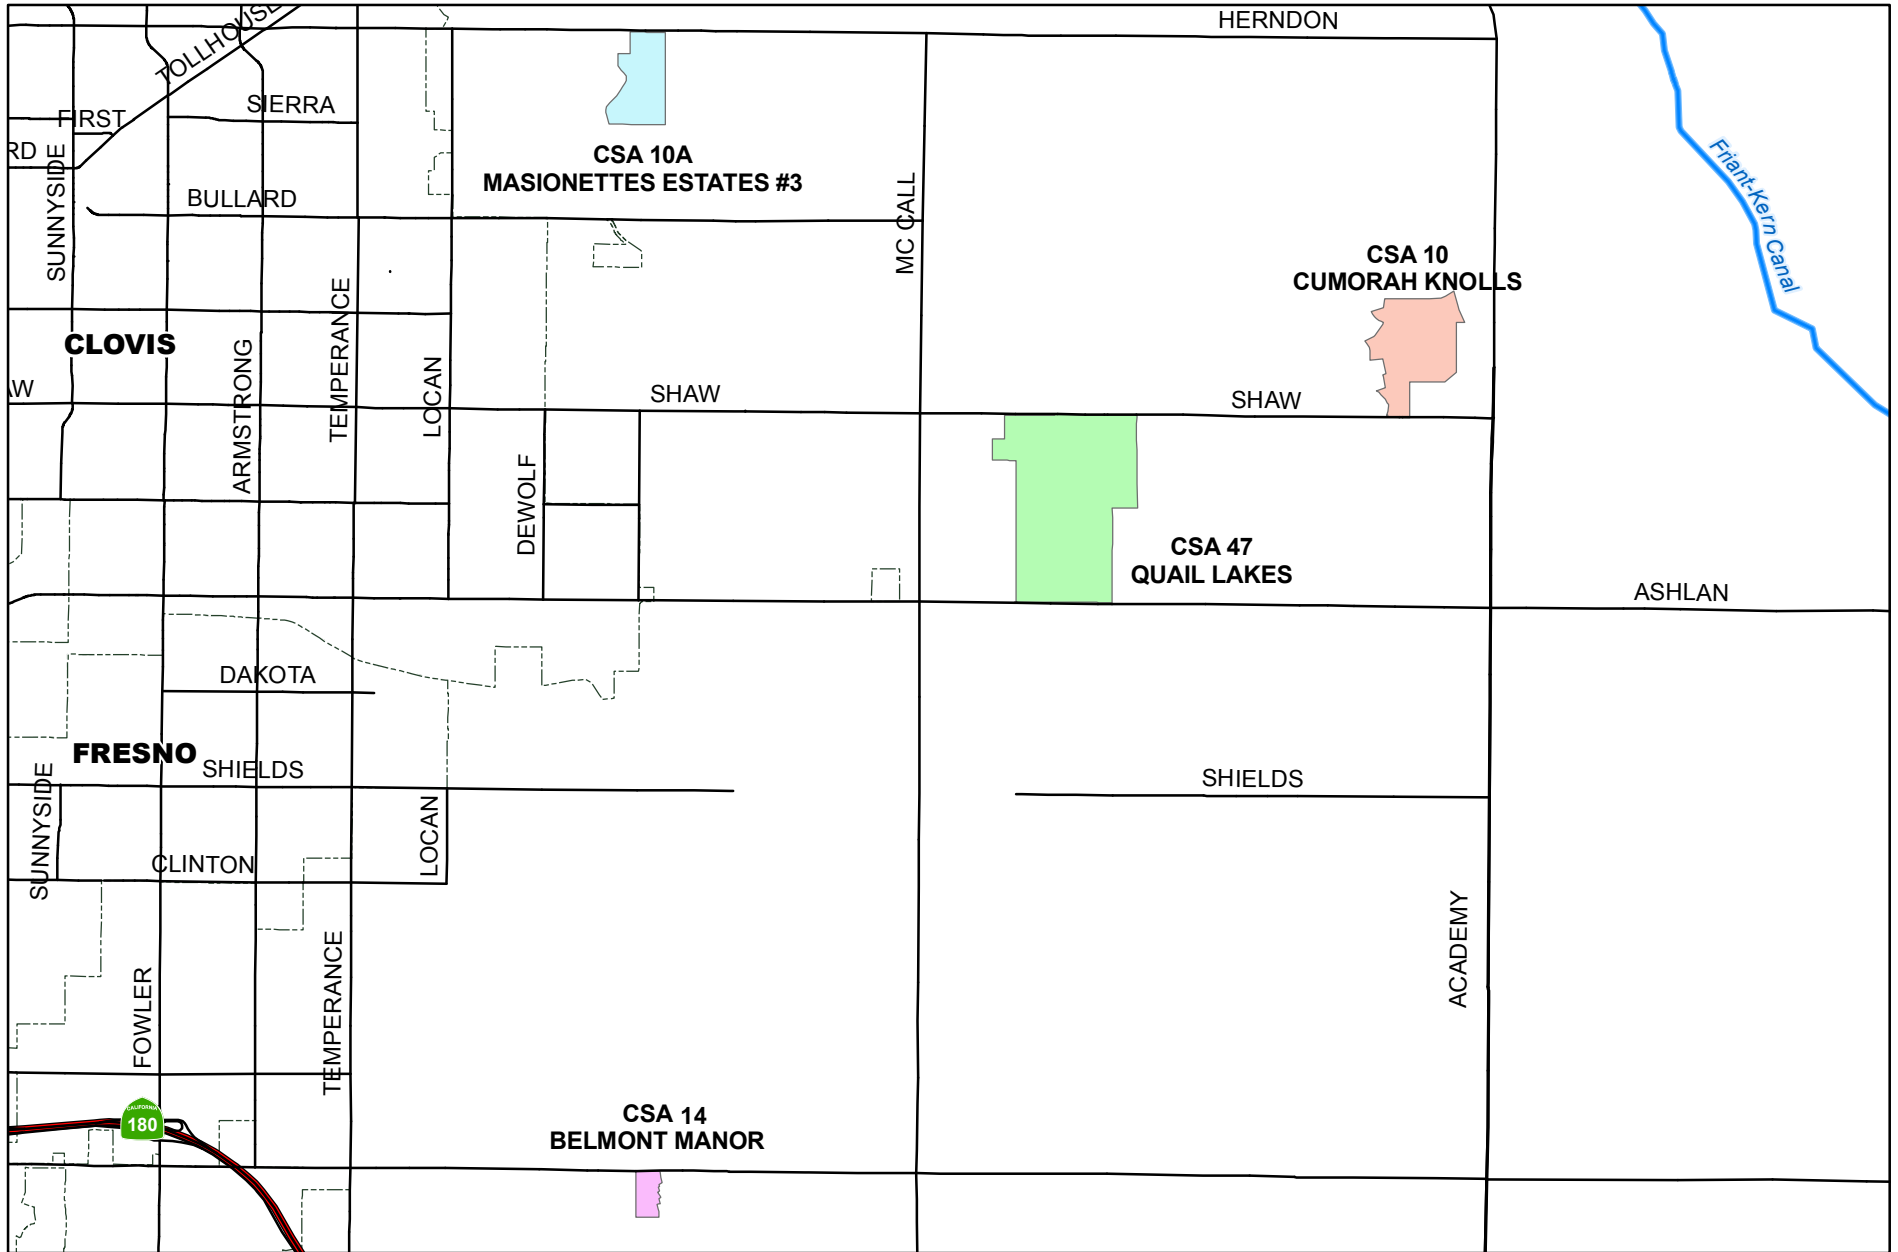 HERNDON
TOLLHOUSE
SIERRA
FIRST
RD
SUNNYSIDE
BULLARD
CSA 10A
MASIONETTES ESTATES #3
MC CALL
Friant-Kern Canal
CSA 10
CUMORAH KNOLLS
TEMPERANCE
CLOVIS
ARMSTRONG
LOCAN
AW
SHAW
SHAW
DEWOLF
CSA 47
QUAIL LAKES
ASHLAN
DAKOTA
FRESNO
SHIELDS
SHIELDS
SUNNYSIDE
LOCAN
CLINTON
ACADEMY
TEMPERANCE
FOWLER
CALIFORNIA
180
CSA 14
BELMONT MANOR